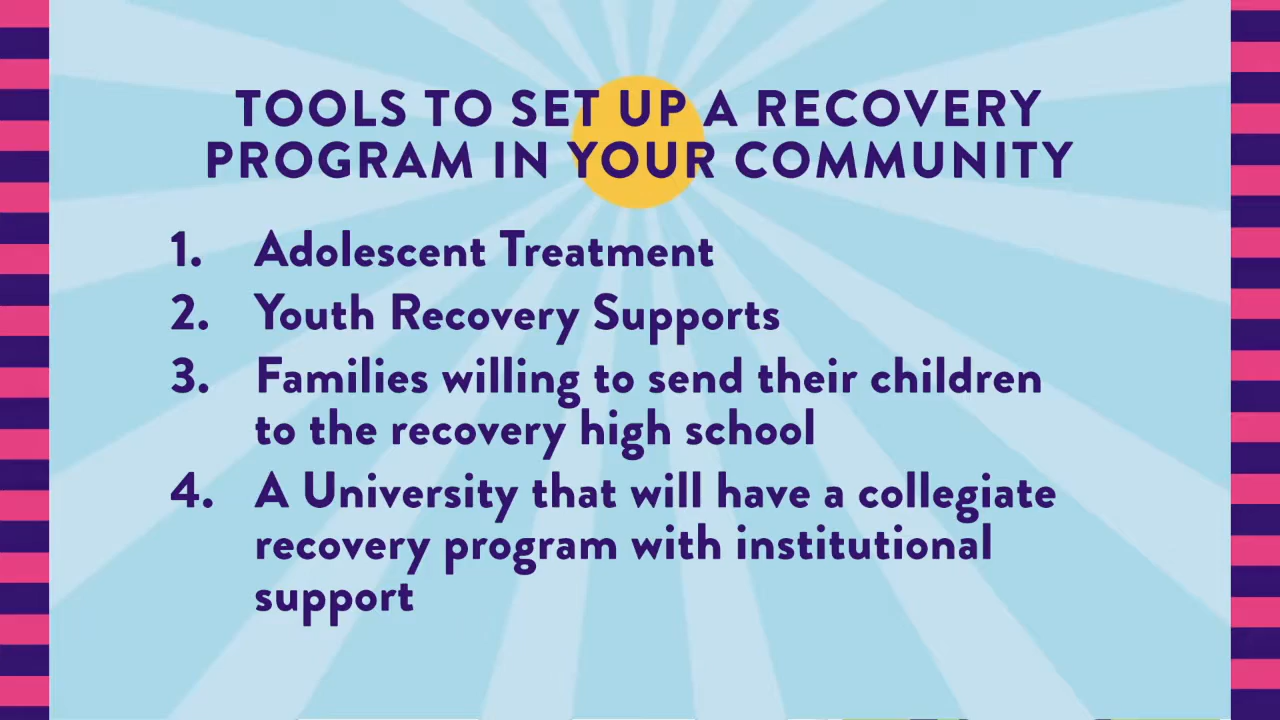 TOOLS TO SET UP A RECOVERY
PROGRAM IN YOUR COMMUNITY
1. Adolescent Treatment
2. Youth Recovery Supports
3. Families willing to send their children
to the recovery high school
4. A University that will have a collegiate
recovery program with institutional
support